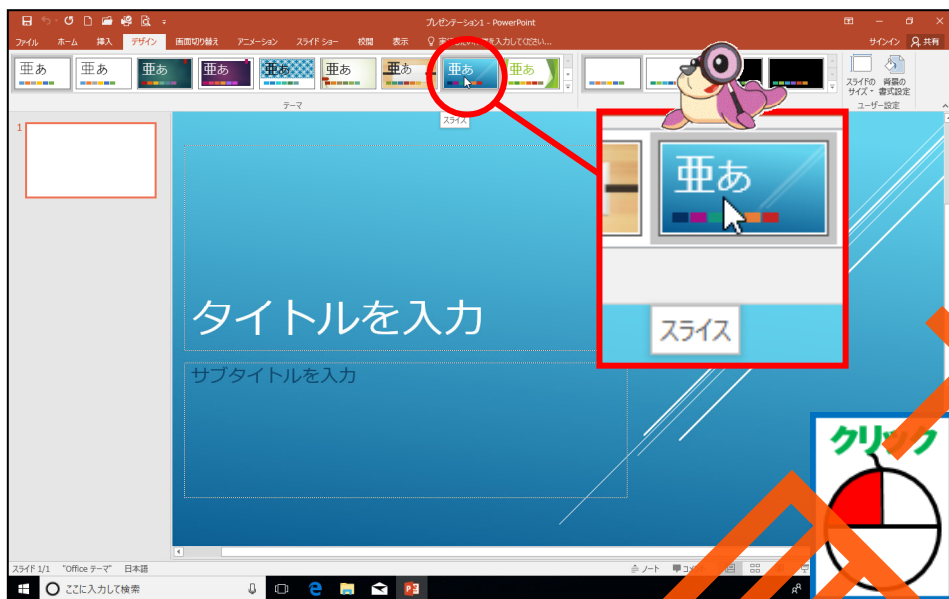 プレゼンテーション1 - PowerPoint
ファイル ホーム 挿入 デザイン 画面切り替え アニメーション スライド ショー 校閲 表示 サインイン 共有
亜あ 亜あ 亜あ 亜あ 亜あ 亜あ 亜あ 亜あ 亜あ
スライドの サイズ
背景の 書式設定
テーマ
ユーザー設定
スライス
1
亜あ
スライス
タイトルを入力
サブタイトルを入力
クリック
スライド 1/1 "Office テーマ" 日本語
ノート
ここに入力して検索